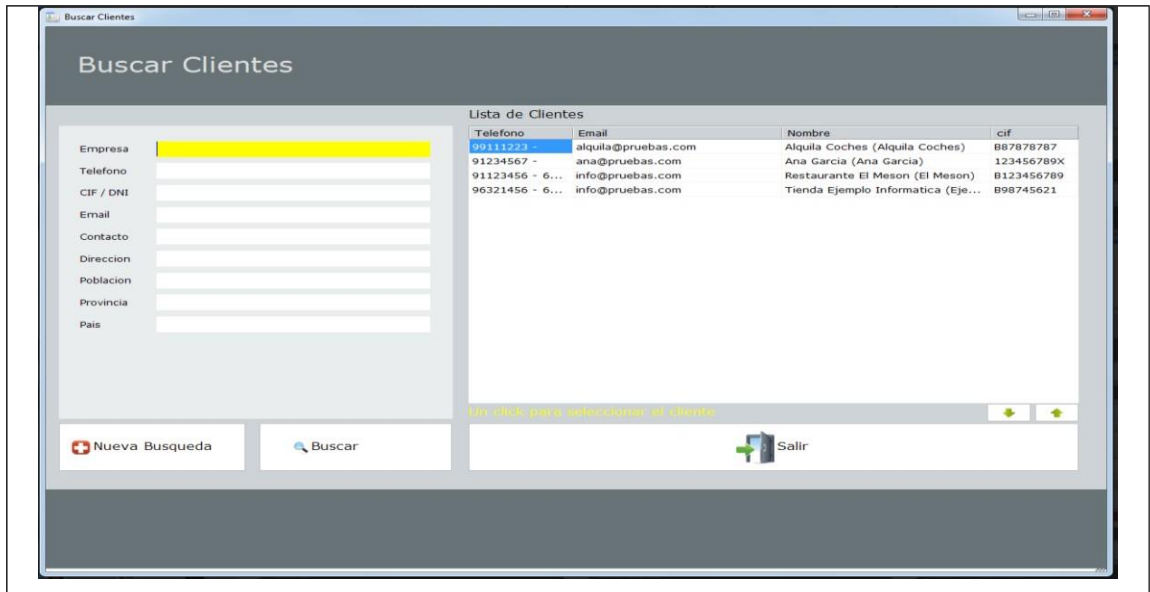 Buscar Clientes
Buscar Clientes
Lista de Clientes
Telefono Email Nombre cif
99111223 - alquila@pruebas.com Alquila Coches (Alquila Coches) B87878787
91234567 - ana@pruebas.com Ana Garcia (Ana Garcia) 123456789X
91123456 - 6... info@pruebas.com Restaurante El Meson (El Meson) B123456789
96321456 - 6... info@pruebas.com Tienda Ejemplo Informatica (Eje... B98745621
Empresa
Telefono
CIF / DNI
Email
Contacto
Direccion
Poblacion
Provincia
Pais
Un click para seleccionar el cliente
Nueva Busqueda
Buscar
Salir